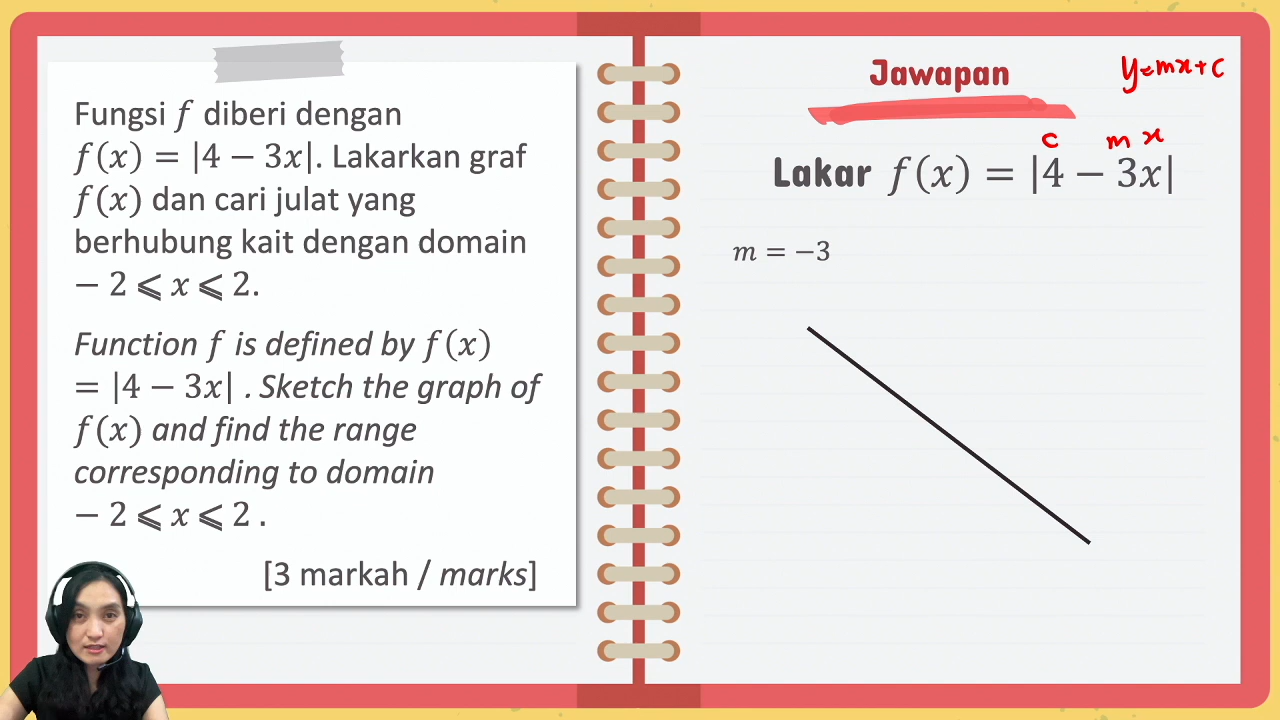 Fungsi f diberi dengan
f(x) = |4 − 3x|. Lakarkan graf
f(x) dan cari julat yang
berhubung kait dengan domain
− 2 ⩽ x ⩽ 2.
Function f is defined by f(x)
= |4 − 3x| . Sketch the graph of
f(x) and find the range
corresponding to domain
− 2 ⩽ x ⩽ 2 .
[3 markah / marks]
Jawapan
y=mx+c
c m x
Lakar f(x) = |4 − 3x|
m = −3